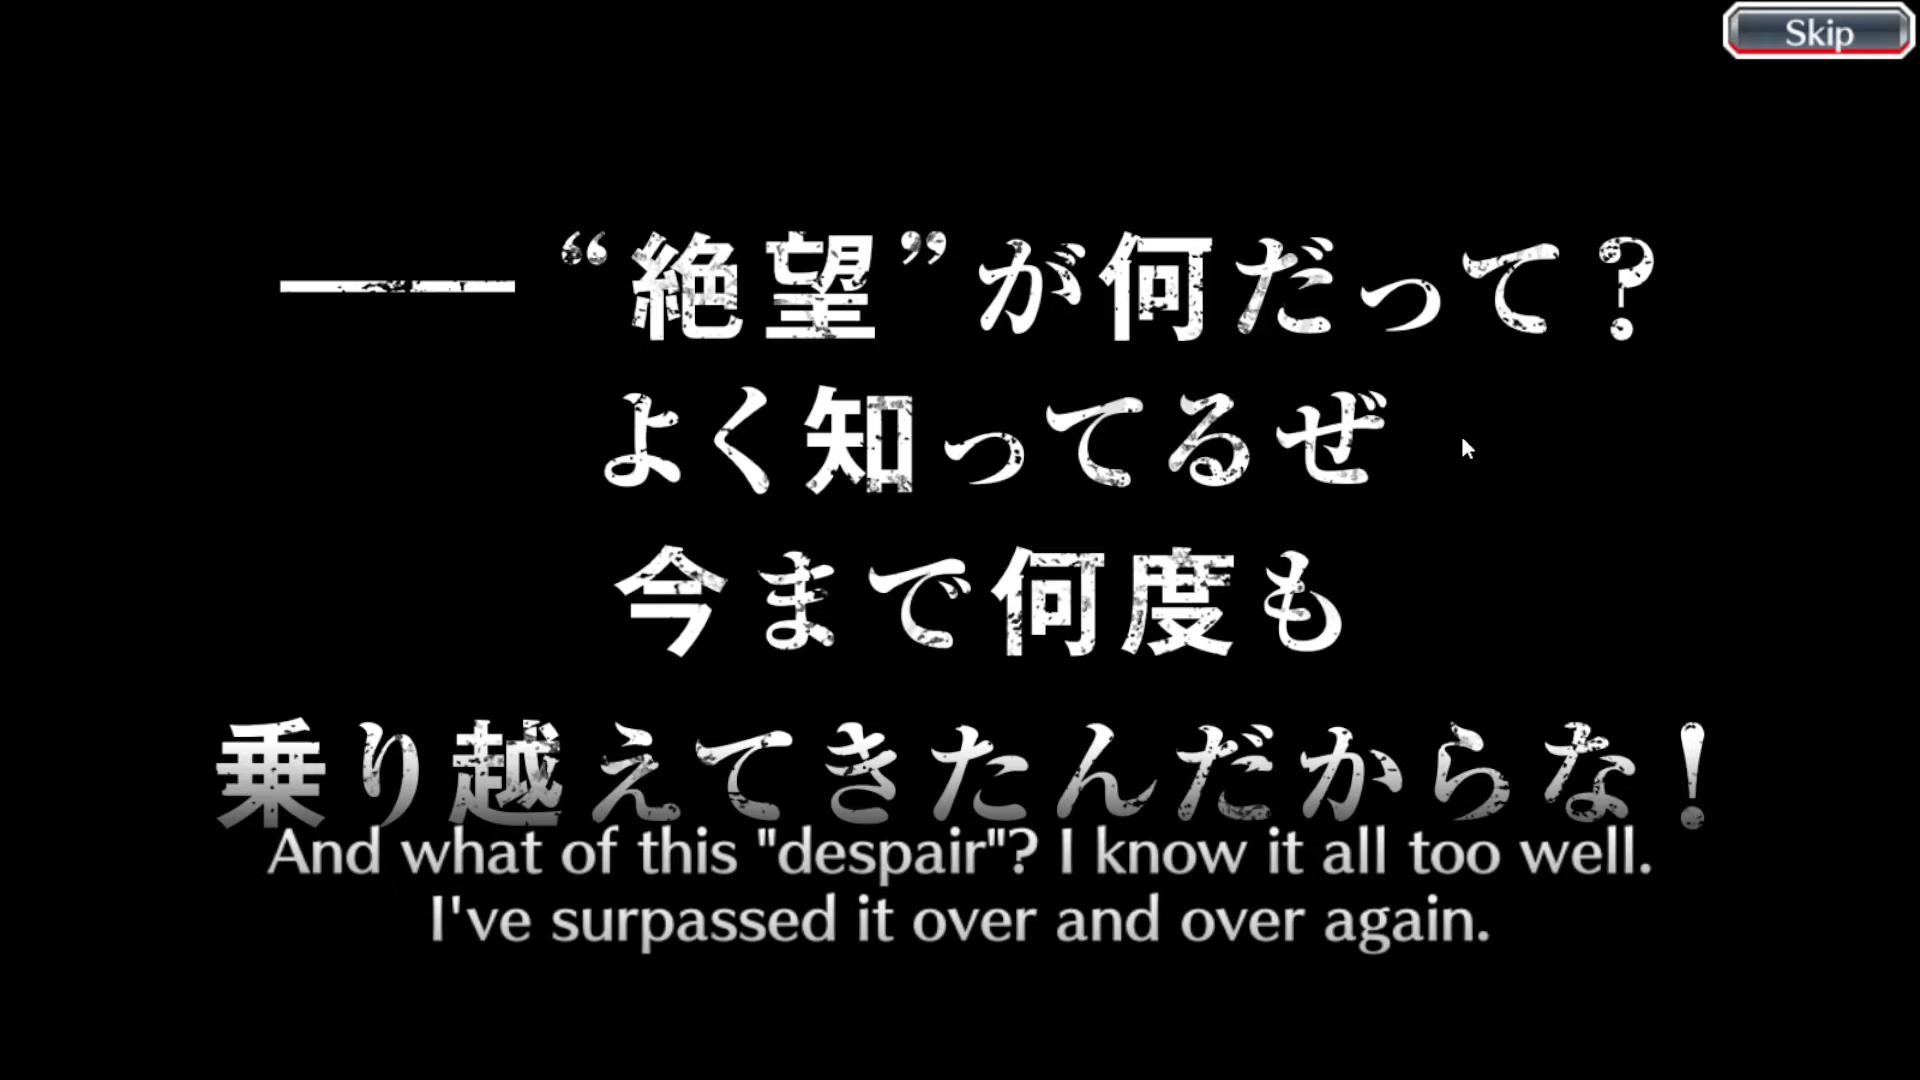 Skip
——“絶望”が何だって？
よく知ってるぜ
今まで何度も
乗り越えてきたんだからな！
And what of this "despair"? I know it all too well.
I've surpassed it over and over again.